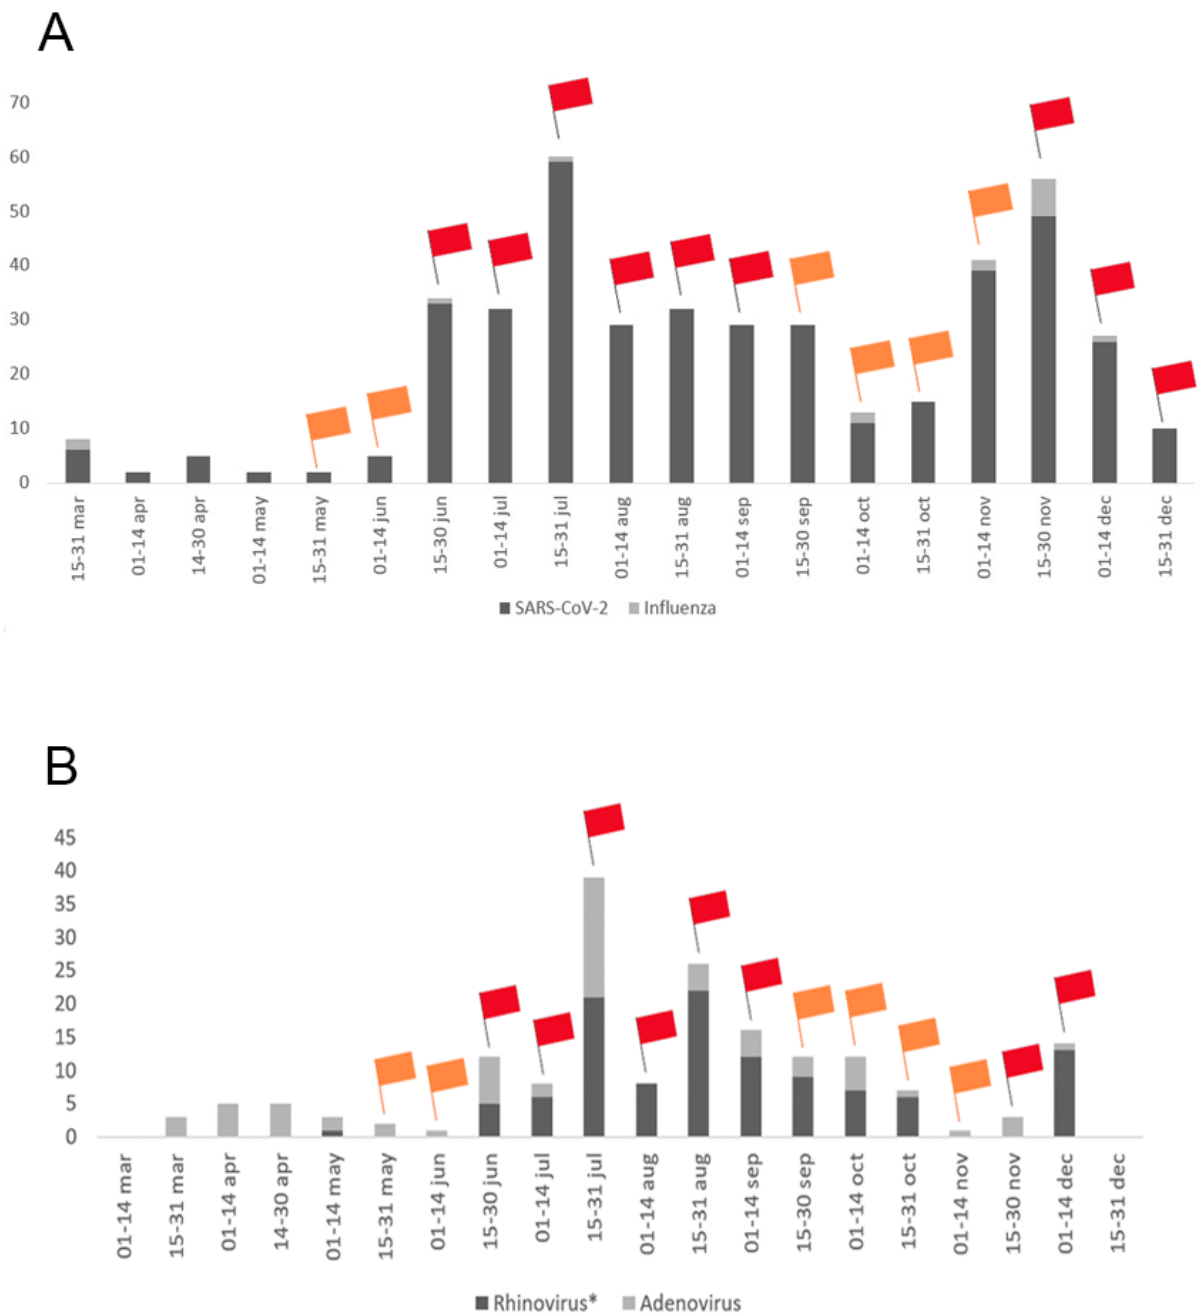 A
70
60
50
40
30
20
10
0
15-31 mar
01-14 apr
14-30 apr
01-14 may
15-31 may
01-14 jun
15-30 jun
01-14 jul
15-31 jul
01-14 aug
15-31 aug
01-14 sep
15-30 sep
01-14 oct
15-31 oct
01-14 nov
15-30 nov
01-14 dec
15-31 dec
SARS-CoV-2 Influenza
B
45
40
35
30
25
20
15
10
5
0
01-14 mar
15-31 mar
01-14 apr
14-30 apr
01-14 may
15-31 may
01-14 jun
15-30 jun
01-14 jul
15-31 jul
01-14 aug
15-31 aug
01-14 sep
15-30 sep
01-14 oct
15-31 oct
01-14 nov
15-30 nov
01-14 dec
15-31 dec
Rhinovirus* Adenovirus